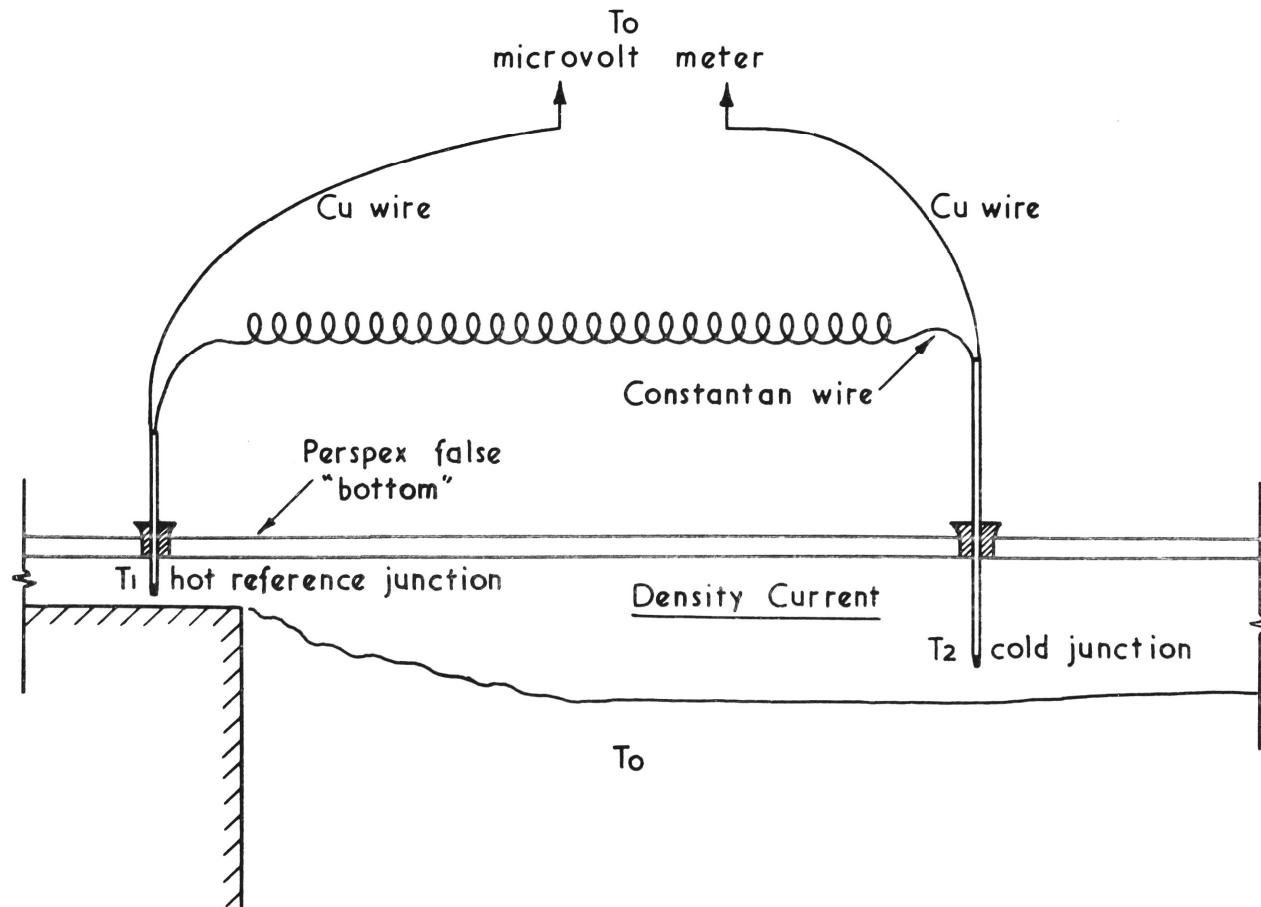 To
microvolt meter
Cu wire
Cu wire
Constantan wire
Perspex false
"bottom"
T1 hot reference junction
Density Current
T2 cold junction
To